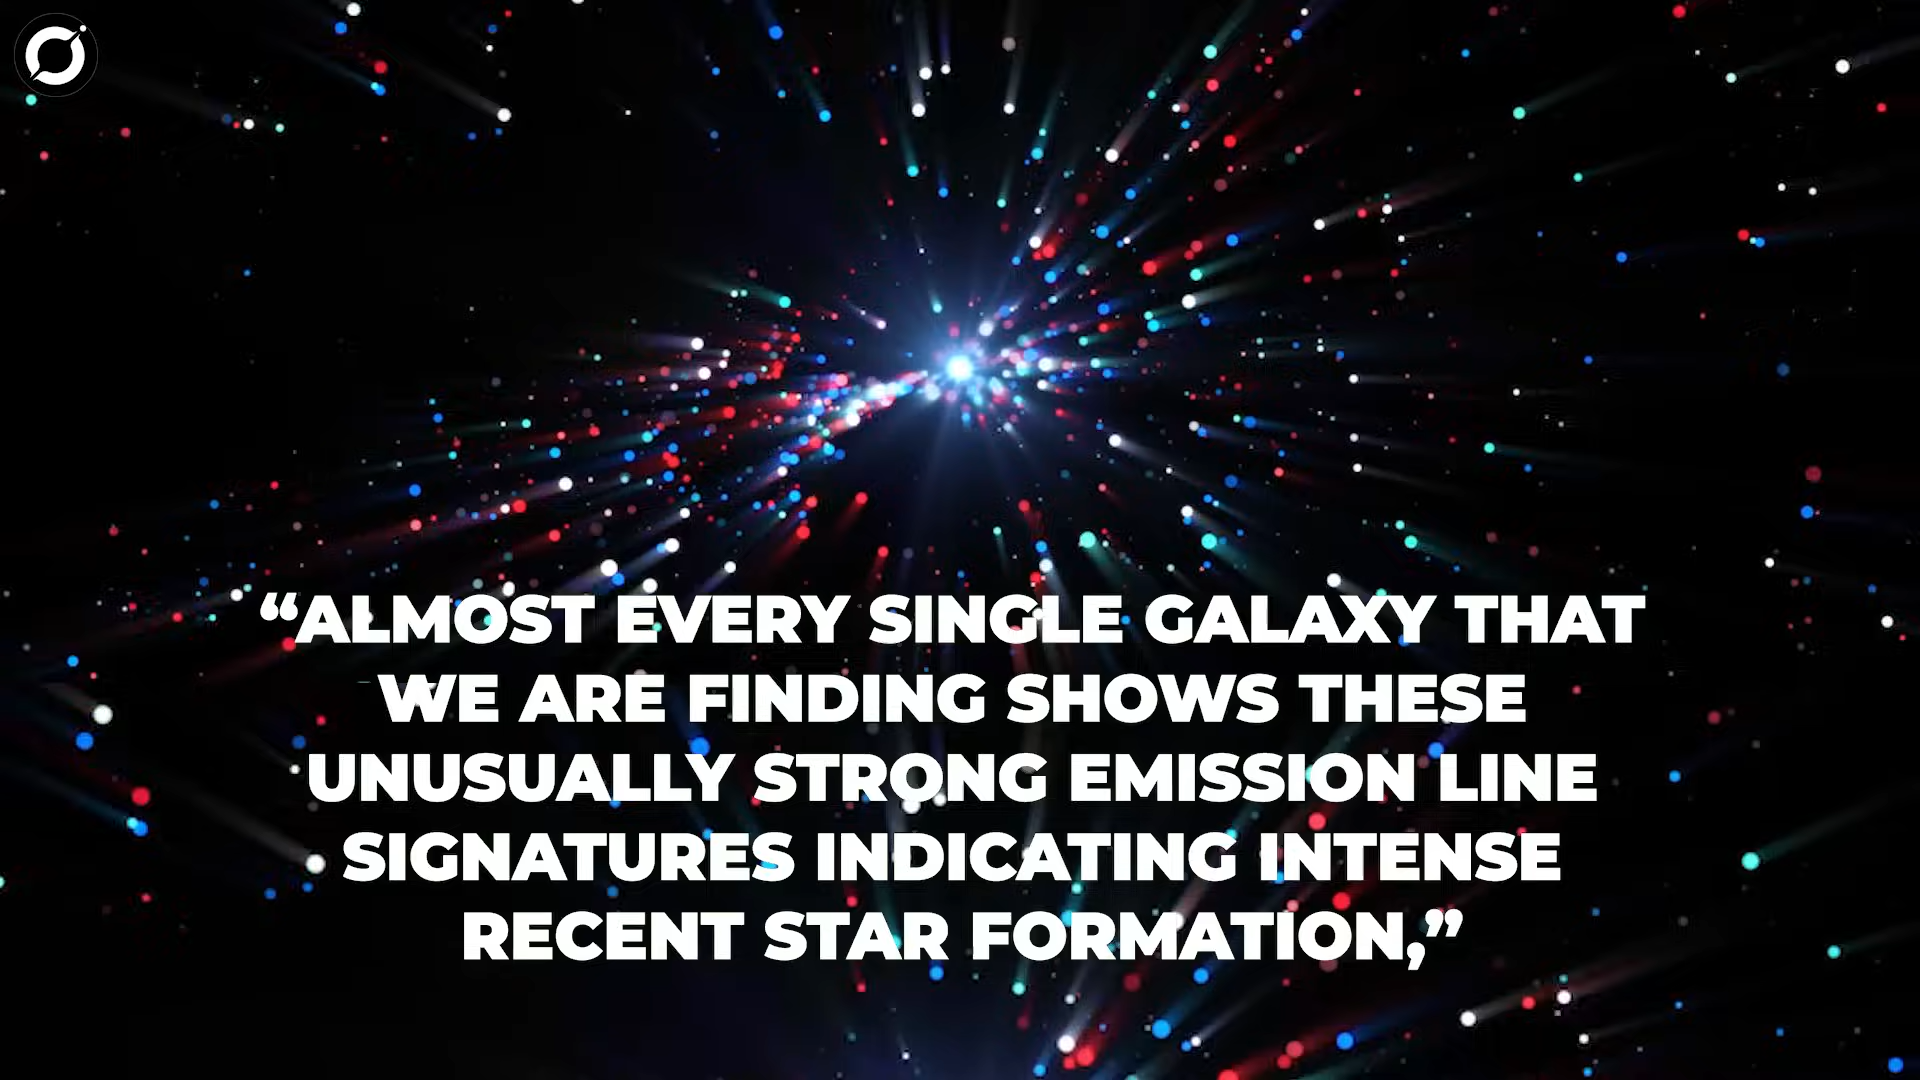 “ALMOST EVERY SINGLE GALAXY THAT
WE ARE FINDING SHOWS THESE
UNUSUALLY STRONG EMISSION LINE
SIGNATURES INDICATING INTENSE
RECENT STAR FORMATION,”